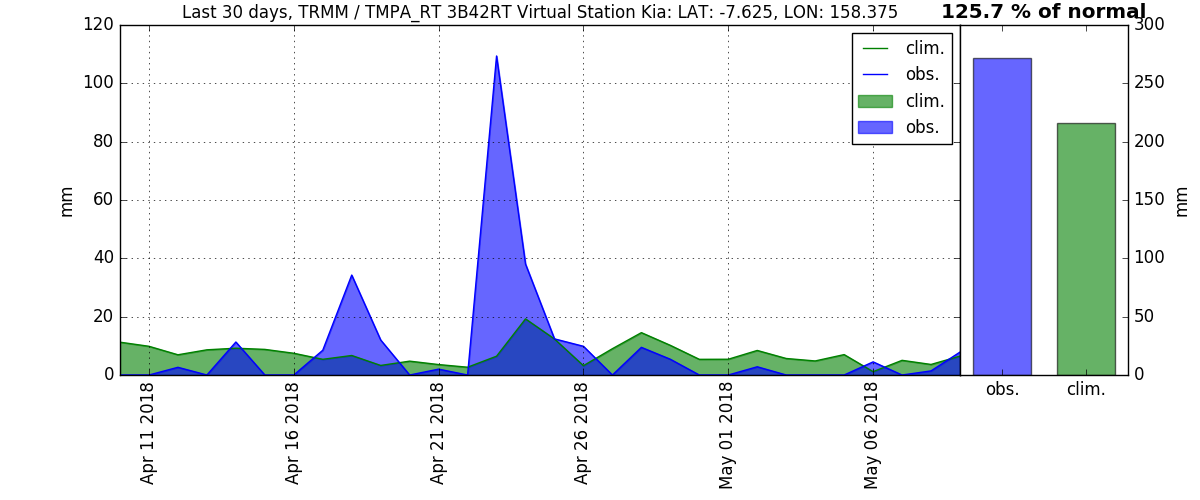 Last 30 days, TRMM / TMPA_RT 3B42RT Virtual Station Kia: LAT: -7.625, LON: 158.375
125.7 % of normal
clim.
obs.
clim.
obs.
mm
120
100
80
60
40
20
0
Apr 11 2018
Apr 16 2018
Apr 21 2018
Apr 26 2018
May 01 2018
May 06 2018
300
250
200
150
100
50
0
mm
obs.
clim.